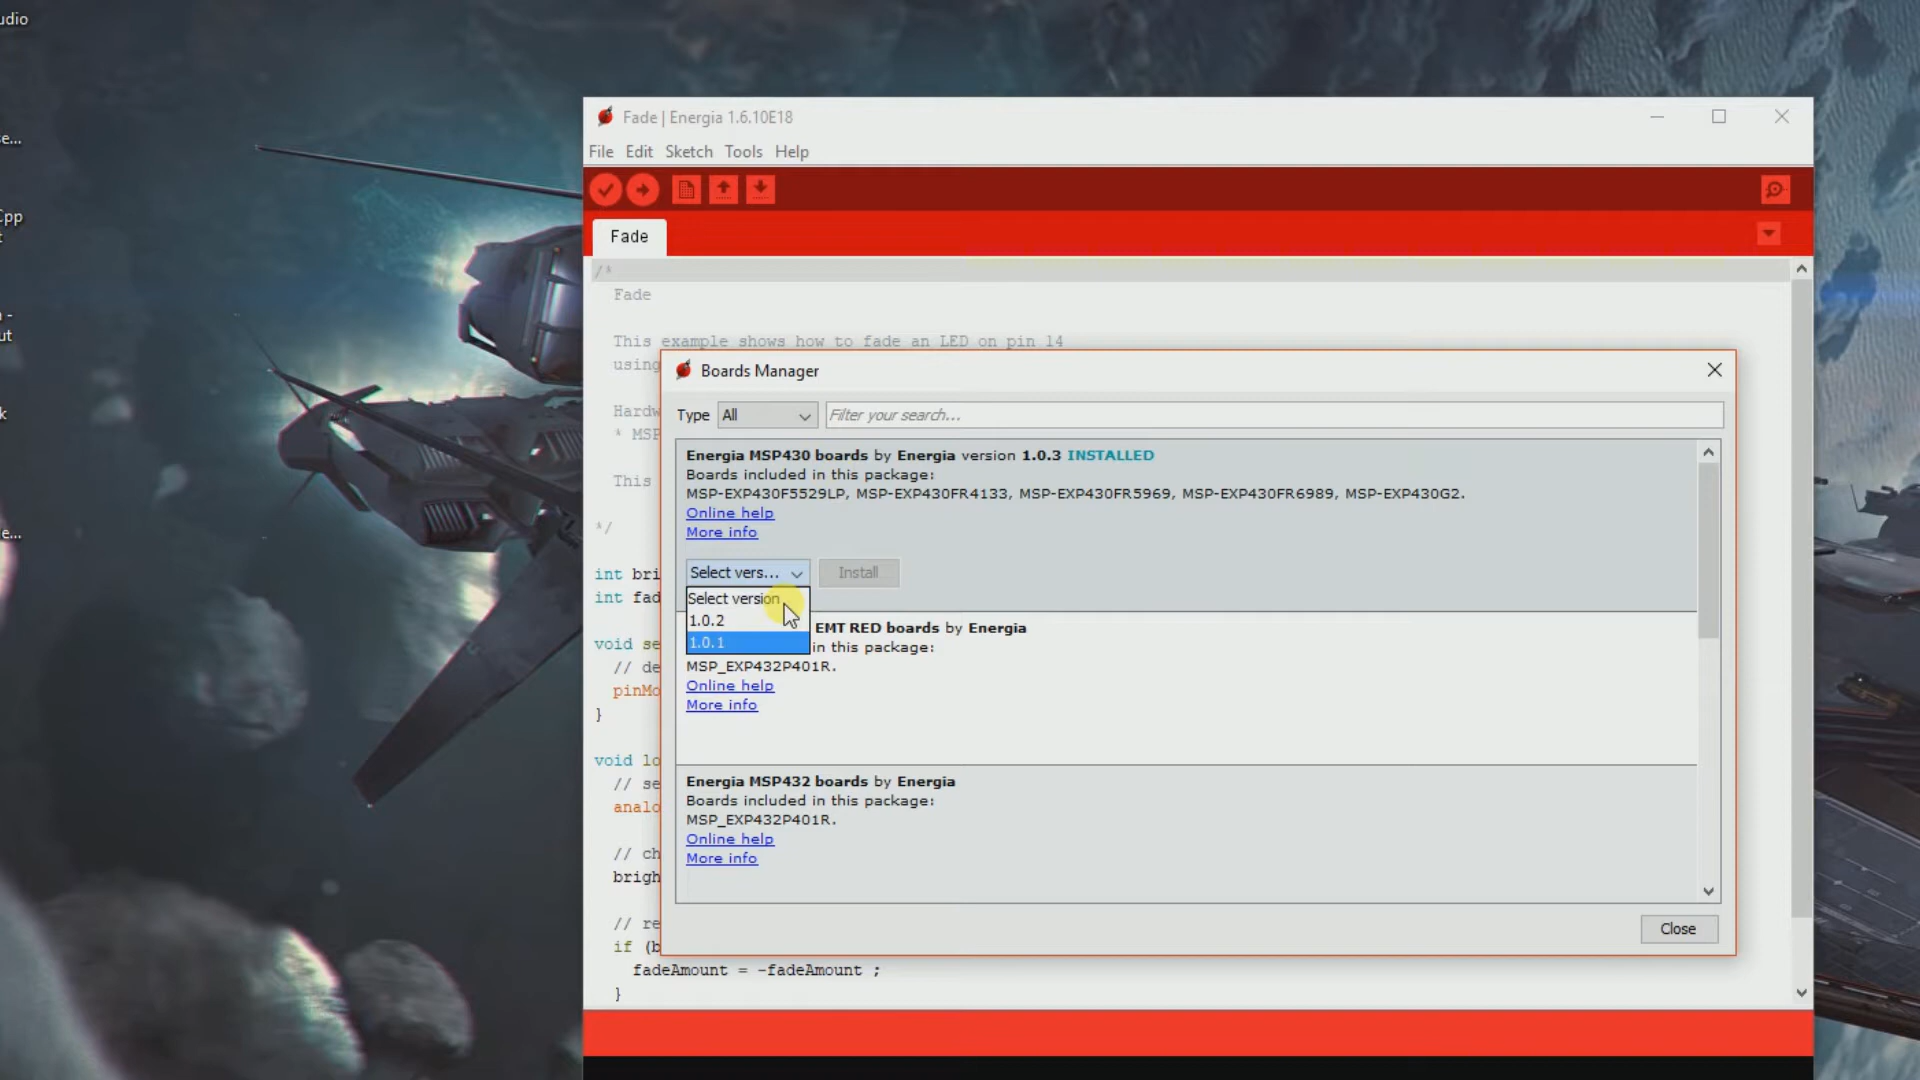 udio
e...
Cpp
t
-
ut
k
e...
Fade | Energia 1.6.10E18
File Edit Sketch Tools Help
Fade
/*
Fade
This example shows how to fade an LED on pin 14
using
Hardw
* MSP
This
*/
int bri
int fad
void se
// de
pinMo
}
void lo
// se
analo
// ch
brigh
// re
if (b
fadeAmount = -fadeAmount ;
}
Boards Manager
Type All Filter your search...
Energia MSP430 boards by Energia version 1.0.3 INSTALLED
Boards included in this package:
MSP-EXP430F5529LP, MSP-EXP430FR4133, MSP-EXP430FR5969, MSP-EXP430FR6989, MSP-EXP430G2.
Online help
More info
Select vers... Install
Select version
1.0.2
1.0.1
EMT RED boards by Energia
in this package:
MSP_EXP432P401R.
Online help
More info
Energia MSP432 boards by Energia
Boards included in this package:
MSP_EXP432P401R.
Online help
More info
Close